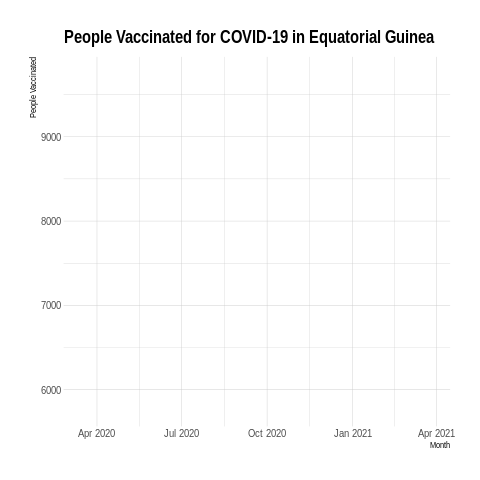 People Vaccinated for COVID-19 in Equatorial Guinea
People Vaccinated
9000
8000
7000
6000
Apr 2020 Jul 2020 Oct 2020 Jan 2021 Apr 2021
Month